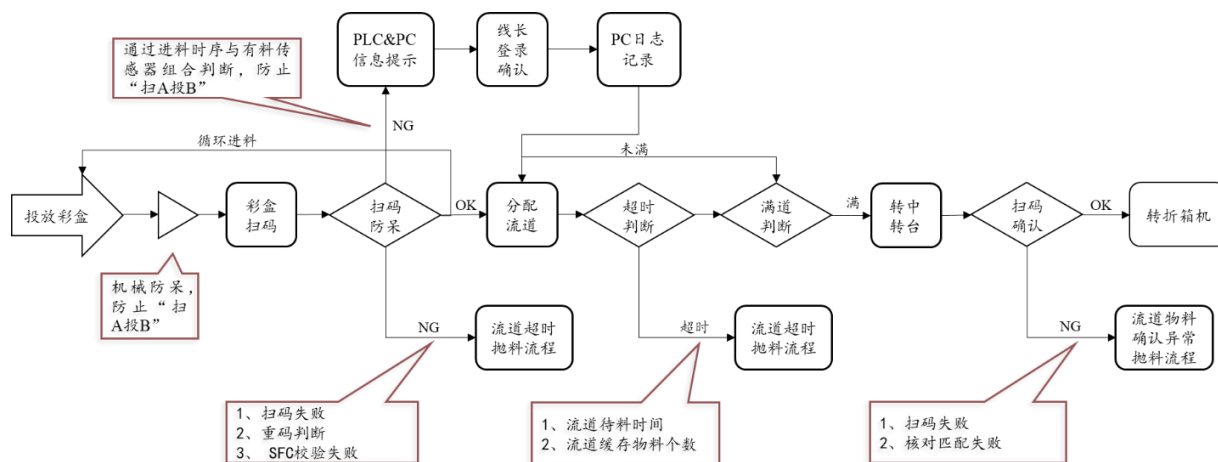 通过进料时序与有料传
感器组合判断，防止
“扫A投B”
PLC&PC
信息提示
线长
登录
确认
PC日志
记录
NG
循环进料
未满
投放彩盒
彩盒
扫码
扫码
防呆
OK
分配
流道
超时
判断
满道
判断
满
转中
转台
扫码
确认
OK
转折箱机
机械防呆，
防止“扫
A投B”
NG
流道超时
抛料流程
超时
流道超时
抛料流程
NG
流道物料
确认异常
抛料流程
1、扫码失败
2、重码判断
3、 SFC校验失败
1、流道待料时间
2、流道缓存物料个数
1、扫码失败
2、核对匹配失败